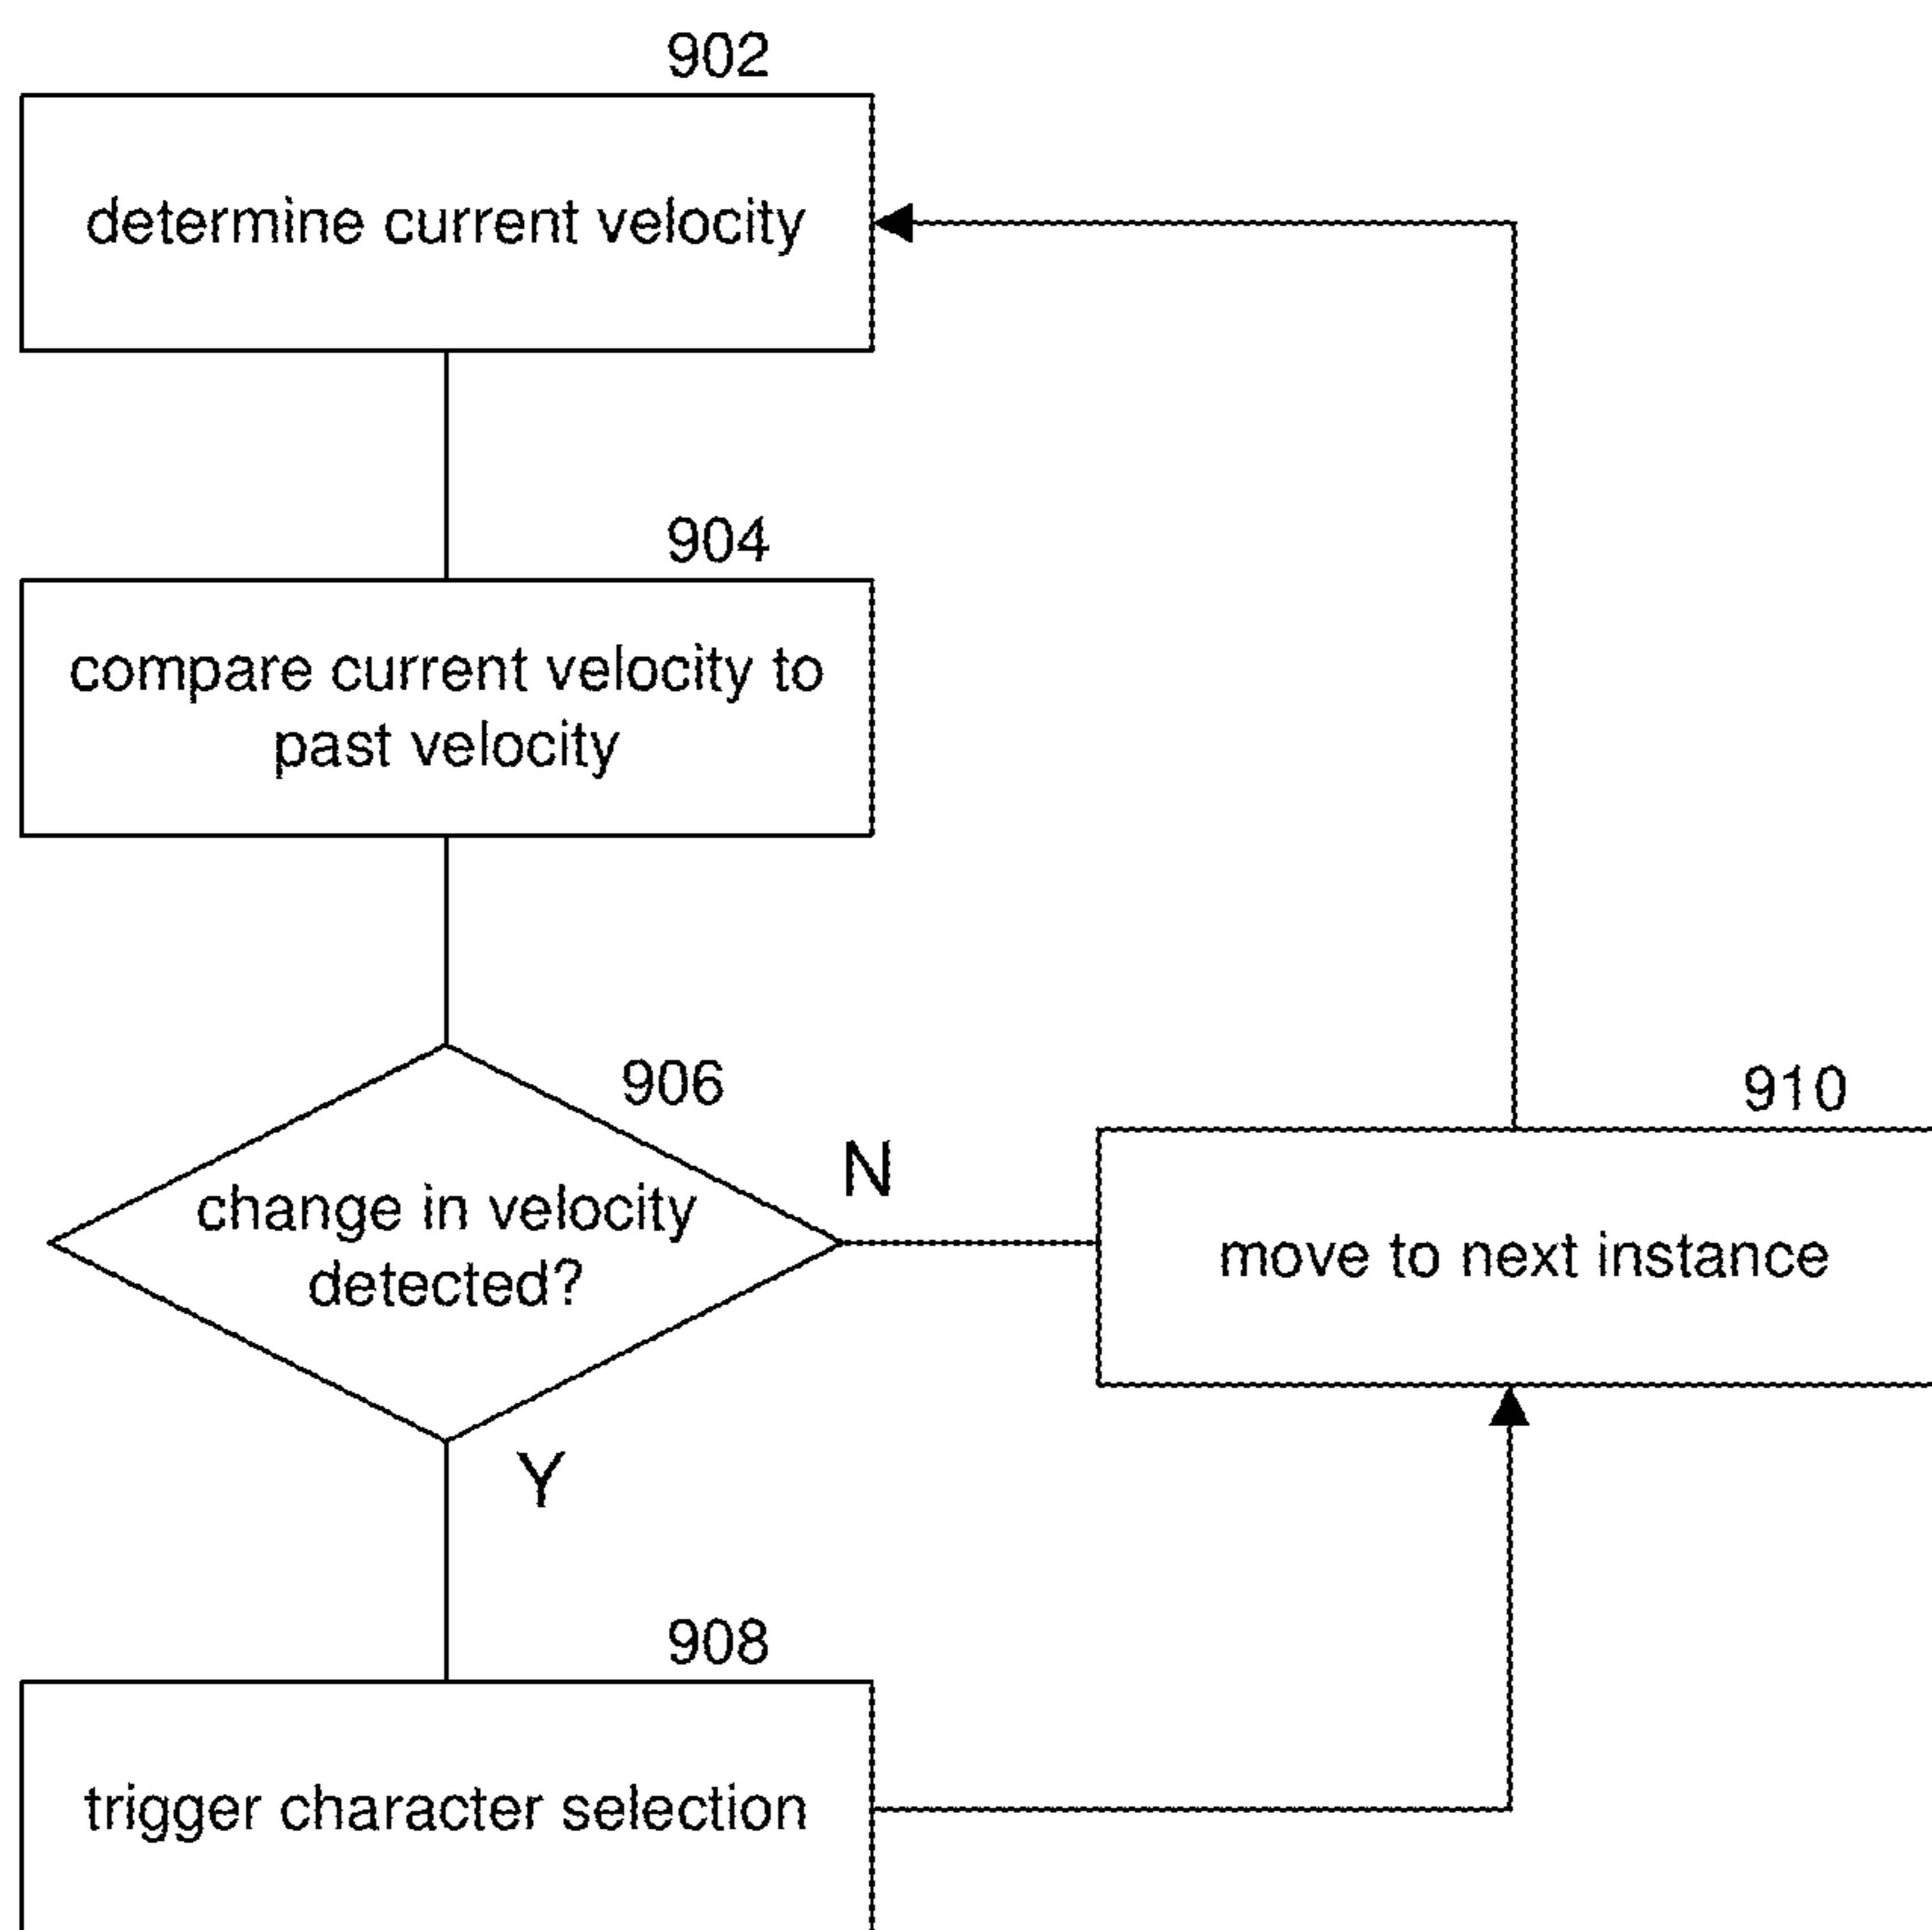 902
determine current velocity
904
compare current velocity to
past velocity
906
change in velocity
detected?
N
910
move to next instance
Y
908
trigger character selection